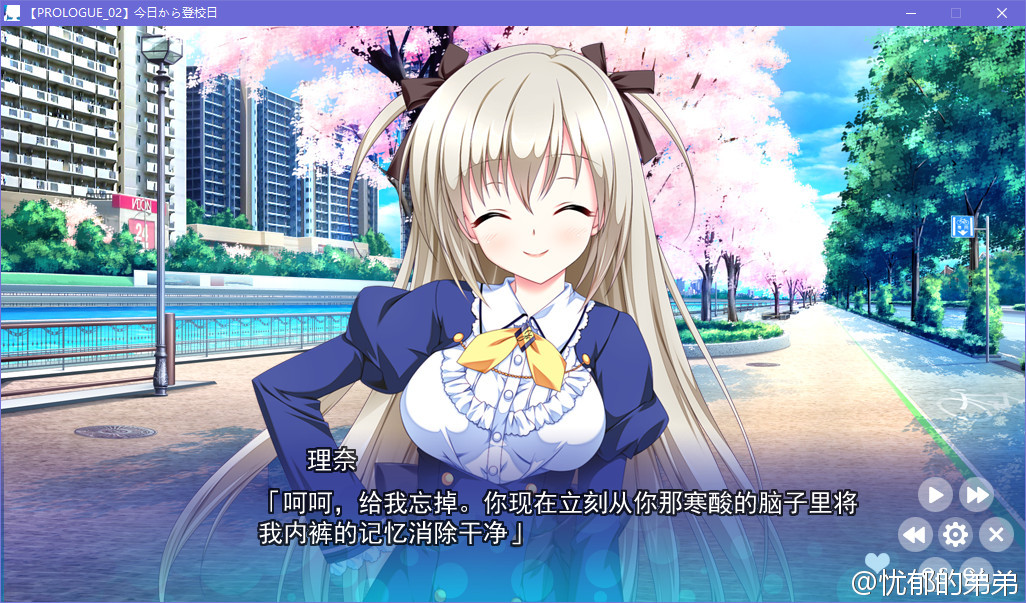 【PROLOGUE_02】今日から登校日
24
理奈
「呵呵，给我忘掉。你现在立刻从你那寒酸的脑子里将
我内裤的记忆消除干净」
@忧郁的弟弟